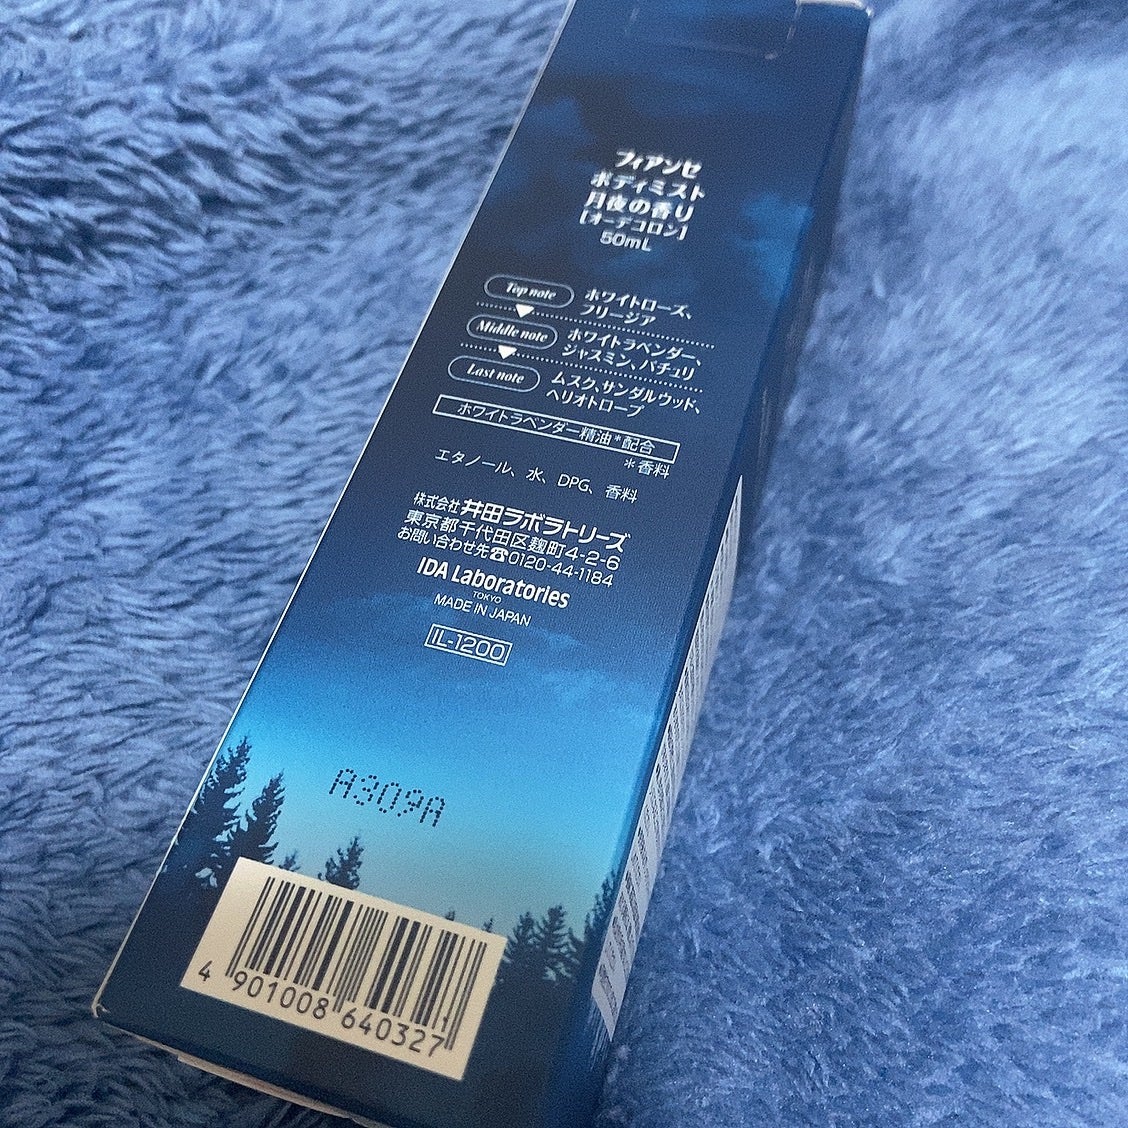 フィアンセ
ボディミスト
月夜の香り
[オーデコロン]
50mL
Top note
ホワイトローズ、
フリージア
Middle note
ホワイトラベンダー、
ジャスミン、パチュリ
Last note
ムスク、サンダルウッド、
ヘリオトロープ
ホワイトラベンダー精油*配合
*香料
エタノール、水、DPG、香料
株式会社 井田ラボラトリーズ
東京都千代田区麹町4-2-6
お問い合わせ先☎0120-44-1184
IDA Laboratories
TOKYO
MADE IN JAPAN
IL-1200
A309A
4 901008 640327